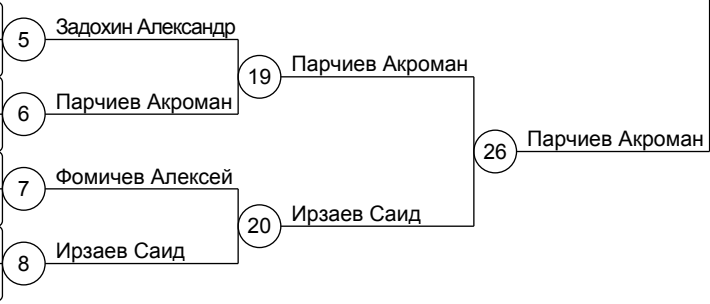 5 Задохин Александр
19 Парчиев Акроман
6 Парчиев Акроман
26 Парчиев Акроман
7 Фомичев Алексей
20 Ирзаев Саид
8 Ирзаев Саид